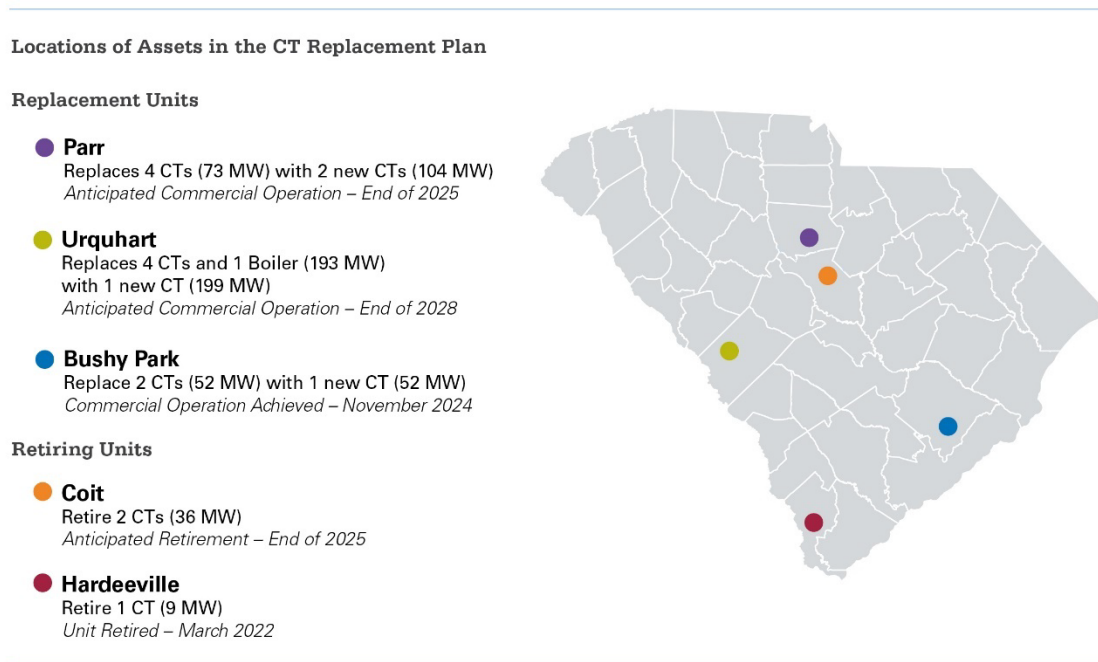 Locations of Assets in the CT Replacement Plan
Replacement Units
Parr
Replaces 4 CTs (73 MW) with 2 new CTs (104 MW)
Anticipated Commercial Operation – End of 2025
Urquhart
Replaces 4 CTs and 1 Boiler (193 MW)
with 1 new CT (199 MW)
Anticipated Commercial Operation – End of 2028
Bushy Park
Replace 2 CTs (52 MW) with 1 new CT (52 MW)
Commercial Operation Achieved – November 2024
Retiring Units
Coit
Retire 2 CTs (36 MW)
Anticipated Retirement – End of 2025
Hardeeville
Retire 1 CT (9 MW)
Unit Retired – March 2022